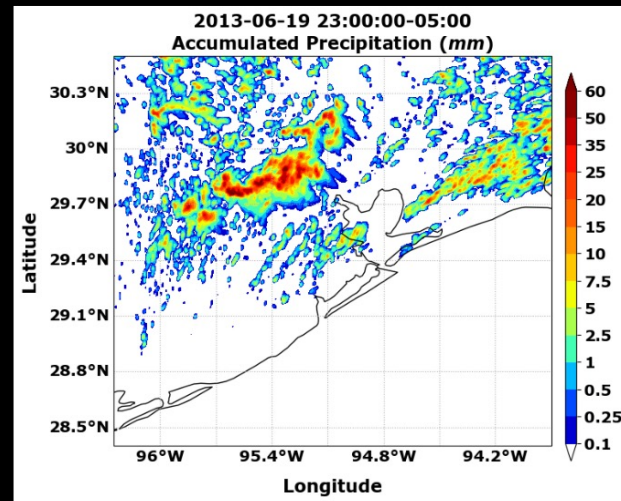 2013-06-19 23:00:00-05:00
Accumulated Precipitation (mm)
Latitude
30.3°N
30°N
29.7°N
29.4°N
29.1°N
28.8°N
28.5°N
96°W 95.4°W 94.8°W 94.2°W
Longitude
60
50
35
25
20
15
10
7.5
5
2.5
1
0.5
0.25
0.1